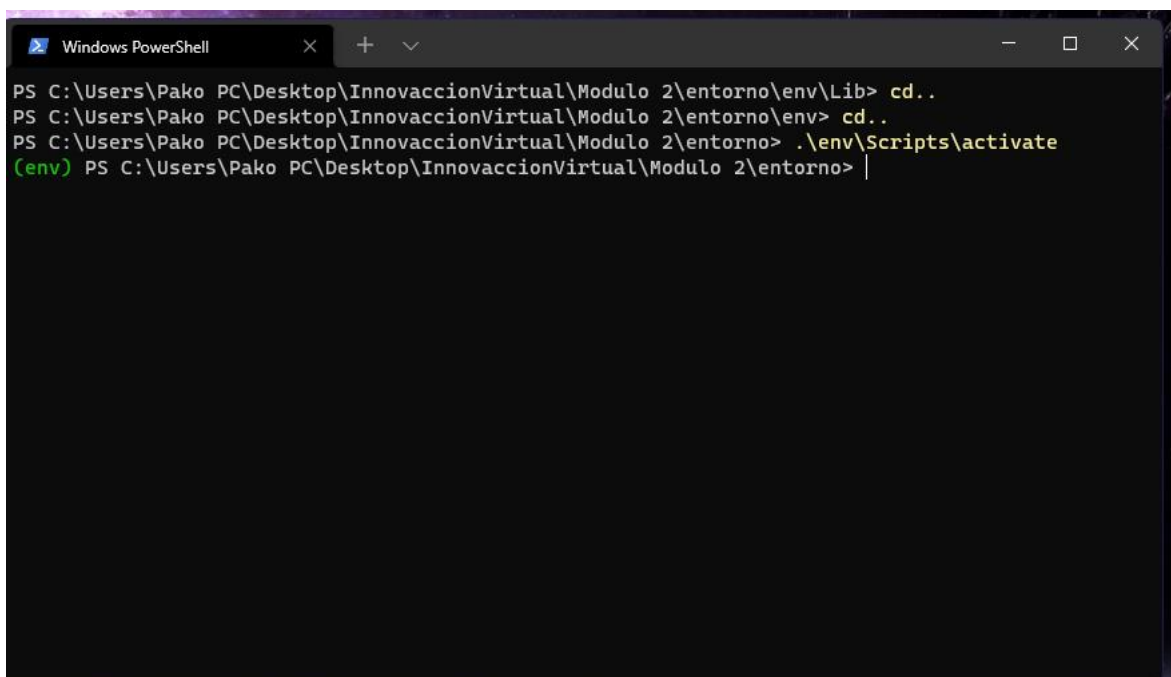 Windows PowerShell
PS C:\Users\Pako PC\Desktop\InnovaccionVirtual\Modulo 2\entorno\env\Lib> cd..
PS C:\Users\Pako PC\Desktop\InnovaccionVirtual\Modulo 2\entorno\env> cd..
PS C:\Users\Pako PC\Desktop\InnovaccionVirtual\Modulo 2\entorno> .\env\Scripts\activate
(env) PS C:\Users\Pako PC\Desktop\InnovaccionVirtual\Modulo 2\entorno>